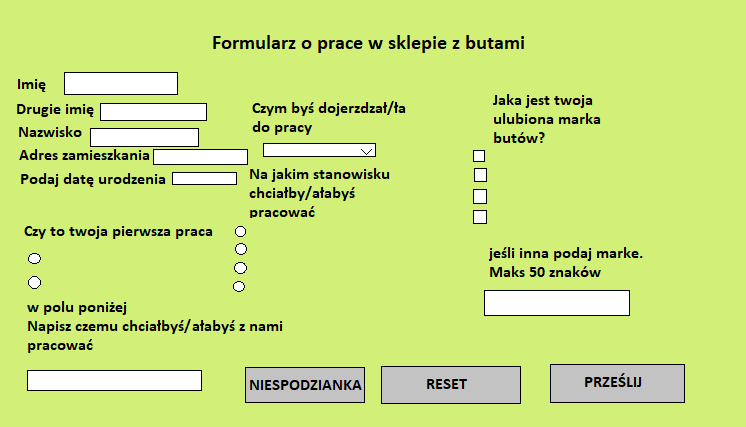 Formularz o prace w sklepie z butami
Imię
Drugie imię
Nazwisko
Adres zamieszkania
Podaj datę urodzenia
Czym byś dojerzdzał/ła
do pracy
Na jakim stanowisku
chciałby/ałabyś
pracować
Jaka jest twoja
ulubiona marka
butów?
Czy to twoja pierwsza praca
jeśli inna podaj marke.
Maks 50 znaków
w polu poniżej
Napisz czemu chciałbyś/ałabyś z nami
pracować
NIESPODZIANKA
RESET
PRZEŚLIJ